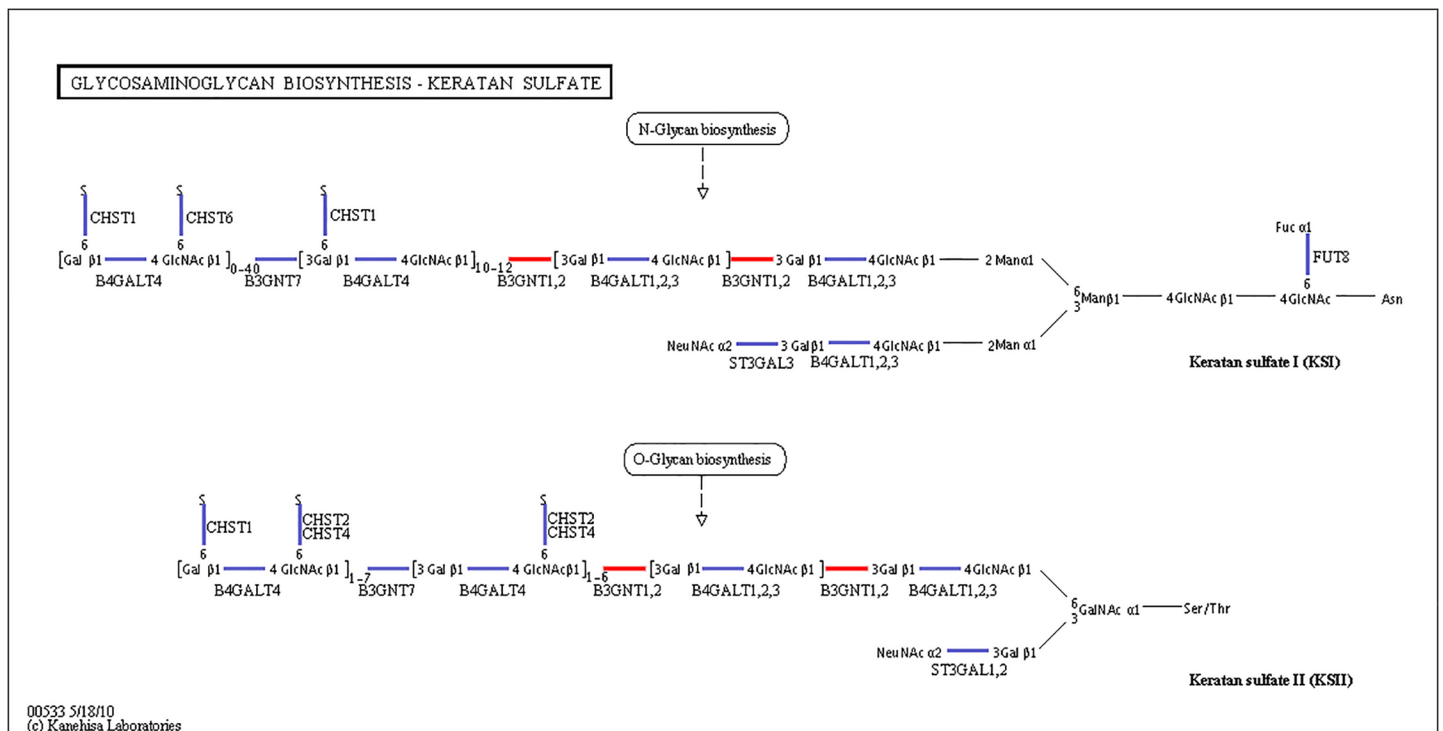 GLYCOSAMINOGLYCAN BIOSYNTHESIS - KERATAN SULFATE
N-Glycan biosynthesis
S S S
CHST1 CHST6 CHST1
Fuc α1
FUT8
6 6 6 6
[Gal β1 4 GlcNAc β1]0-40 [3Gal β1 4GlcNAc β1]10-12 [3Gal β1 4 GlcNAc β1] 3 Gal β1 4GlcNAc β1 2 Manα1
B4GALT4 B3GNT7 B4GALT4 B3GNT1,2 B4GALT1,2,3 B3GNT1,2 B4GALT1,2,3
6
3 Manβ1 4GlcNAc β1 4GlcNAc Asn
NeuNAc α2 3 Galβ1 4GlcNAc β1 2Man α1
ST3GAL3 B4GALT1,2,3
Keratan sulfate I (KSI)
O-Glycan biosynthesis
S S S
CHST1 CHST2 CHST2
CHST4 CHST4
6 6 6
[Gal β1 4 GlcNAc β1]1-7 [3 Gal β1 4 GlcNAcβ1]1-6 [3Gal β1 4GlcNAc β1] 3Gal β1 4GlcNAc β1
B4GALT4 B3GNT7 B4GALT4 B3GNT1,2 B4GALT1,2,3 B3GNT1,2 B4GALT1,2,3
6
3 GalNAc α1 Ser/Thr
NeuNAc α2 3Gal β1
ST3GAL1,2
Keratan sulfate II (KSII)
00533 5/18/10
(c) Kanehisa Laboratories